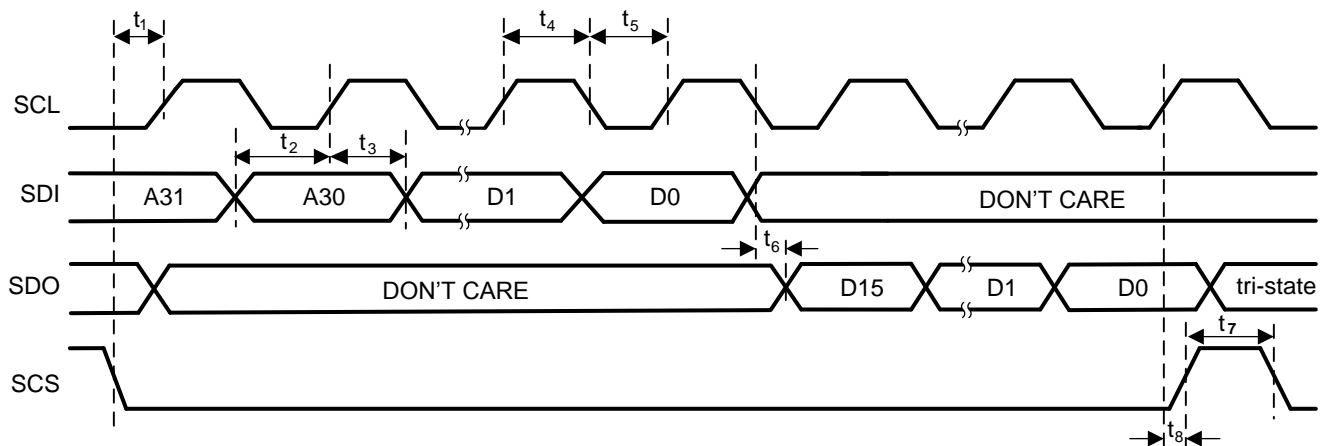 t1 t4 t5
SCL
t2 t3
SDI A31 A30 D1 D0 DON'T CARE
t6
SDO DON'T CARE D15 D1 D0 tri-state
t7
SCS
t8